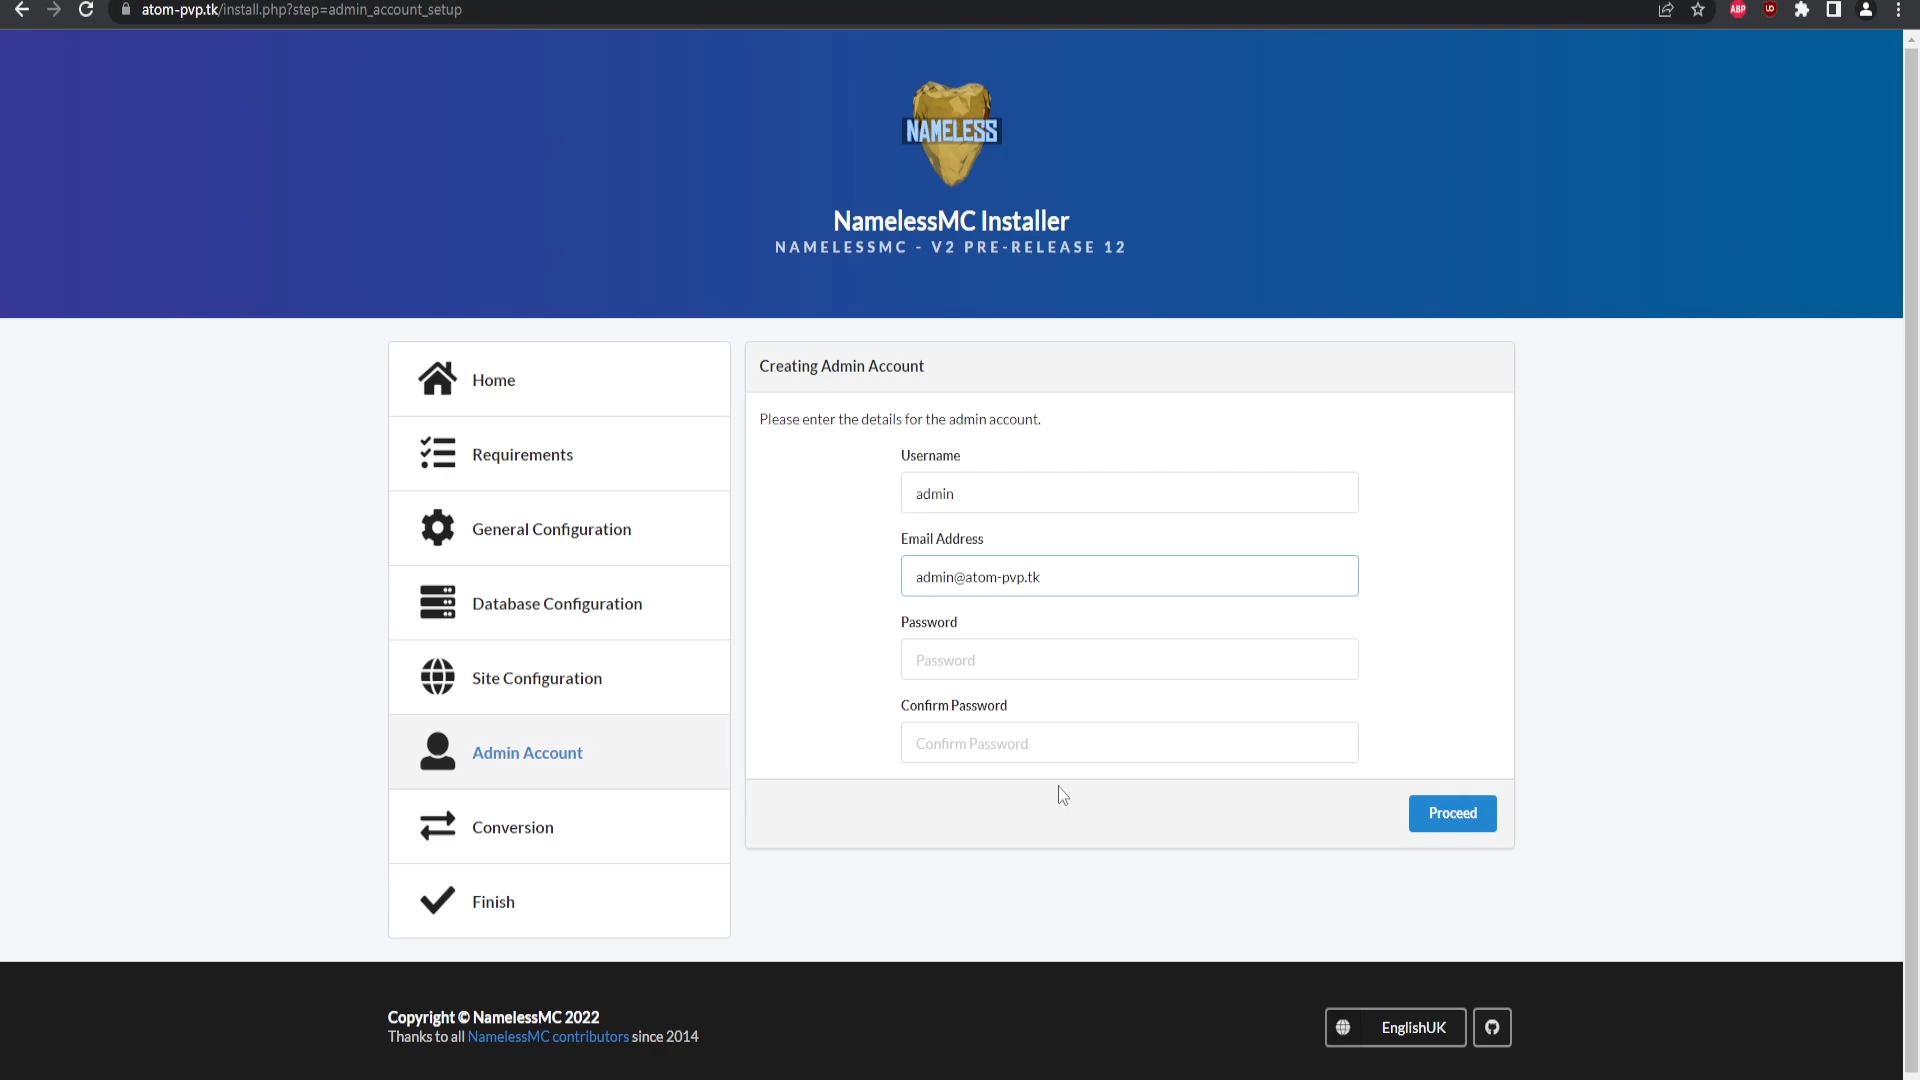 atom-pvp.tk/install.php?step=admin_account_setup
ABP
UD
NAMELESS
NamelessMC Installer
NAMELESSMC - V2 PRE-RELEASE 12
Home
Requirements
General Configuration
Database Configuration
Site Configuration
Admin Account
Conversion
Finish
Creating Admin Account
Please enter the details for the admin account.
Username
admin
Email Address
admin@atom-pvp.tk
Password
Password
Confirm Password
Confirm Password
Proceed
Copyright © NamelessMC 2022
Thanks to all NamelessMC contributors since 2014
EnglishUK